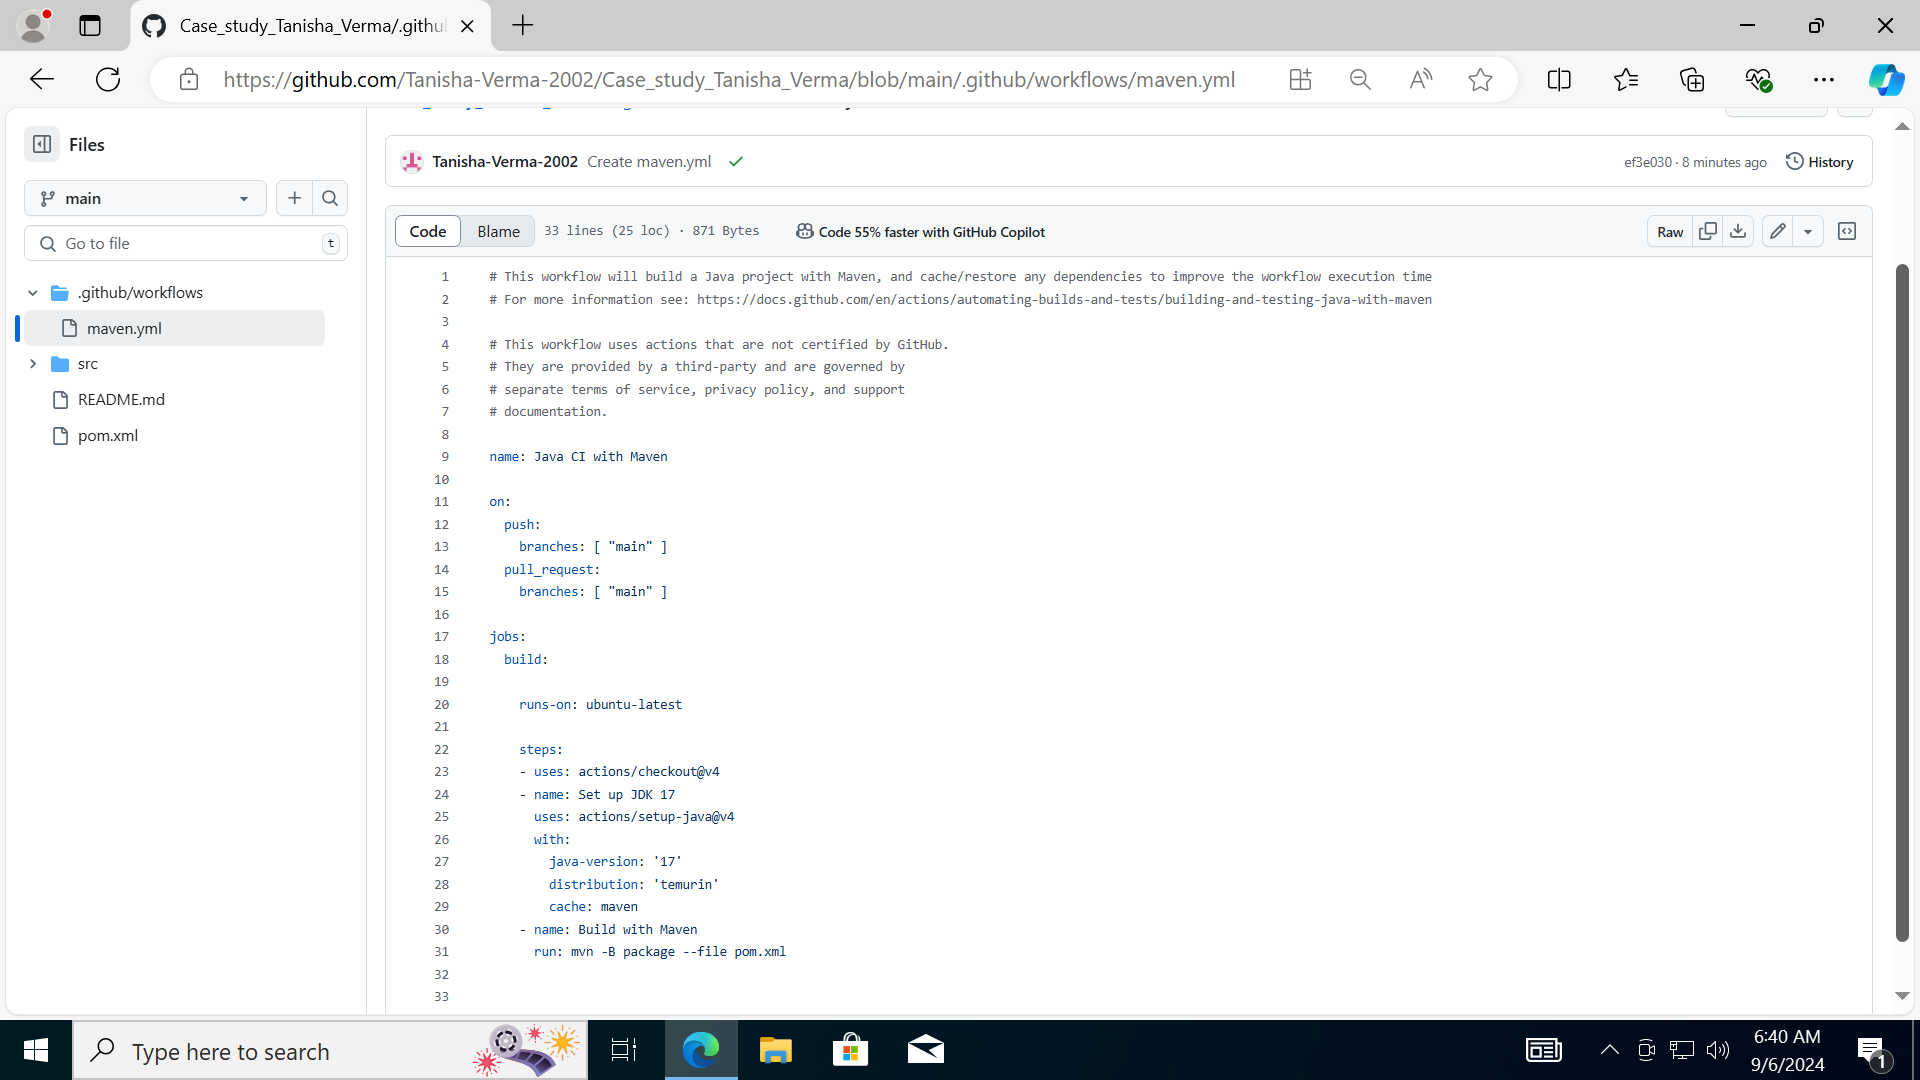 Case_study_Tanisha_Verma/.githu
https://github.com/Tanisha-Verma-2002/Case_study_Tanisha_Verma/blob/main/.github/workflows/maven.yml
Files
main
Go to file
t
.github/workflows
maven.yml
src
README.md
pom.xml
Tanisha-Verma-2002 Create maven.yml
ef3e030 · 8 minutes ago
History
Code
Blame
33 lines (25 loc) · 871 Bytes
Code 55% faster with GitHub Copilot
Raw
1 # This workflow will build a Java project with Maven, and cache/restore any dependencies to improve the workflow execution time
2 # For more information see: https://docs.github.com/en/actions/automating-builds-and-tests/building-and-testing-java-with-maven
3
4 # This workflow uses actions that are not certified by GitHub.
5 # They are provided by a third-party and are governed by
6 # separate terms of service, privacy policy, and support
7 # documentation.
8
9 name: Java CI with Maven
10
11 on:
12   push:
13     branches: [ "main" ]
14   pull_request:
15     branches: [ "main" ]
16
17 jobs:
18   build:
19
20     runs-on: ubuntu-latest
21
22     steps:
23     - uses: actions/checkout@v4
24     - name: Set up JDK 17
25       uses: actions/setup-java@v4
26       with:
27         java-version: '17'
28         distribution: 'temurin'
29         cache: maven
30     - name: Build with Maven
31       run: mvn -B package --file pom.xml
32
33
Type here to search
6:40 AM
9/6/2024
1